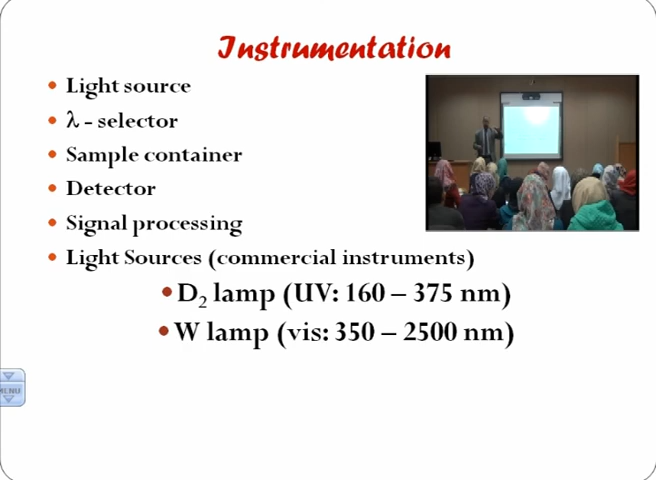 Instrumentation
• Light source
• λ - selector
• Sample container
• Detector
• Signal processing
• Light Sources (commercial instruments)
• D₂ lamp (UV: 160 – 375 nm)
• W lamp (vis: 350 – 2500 nm)
MENU